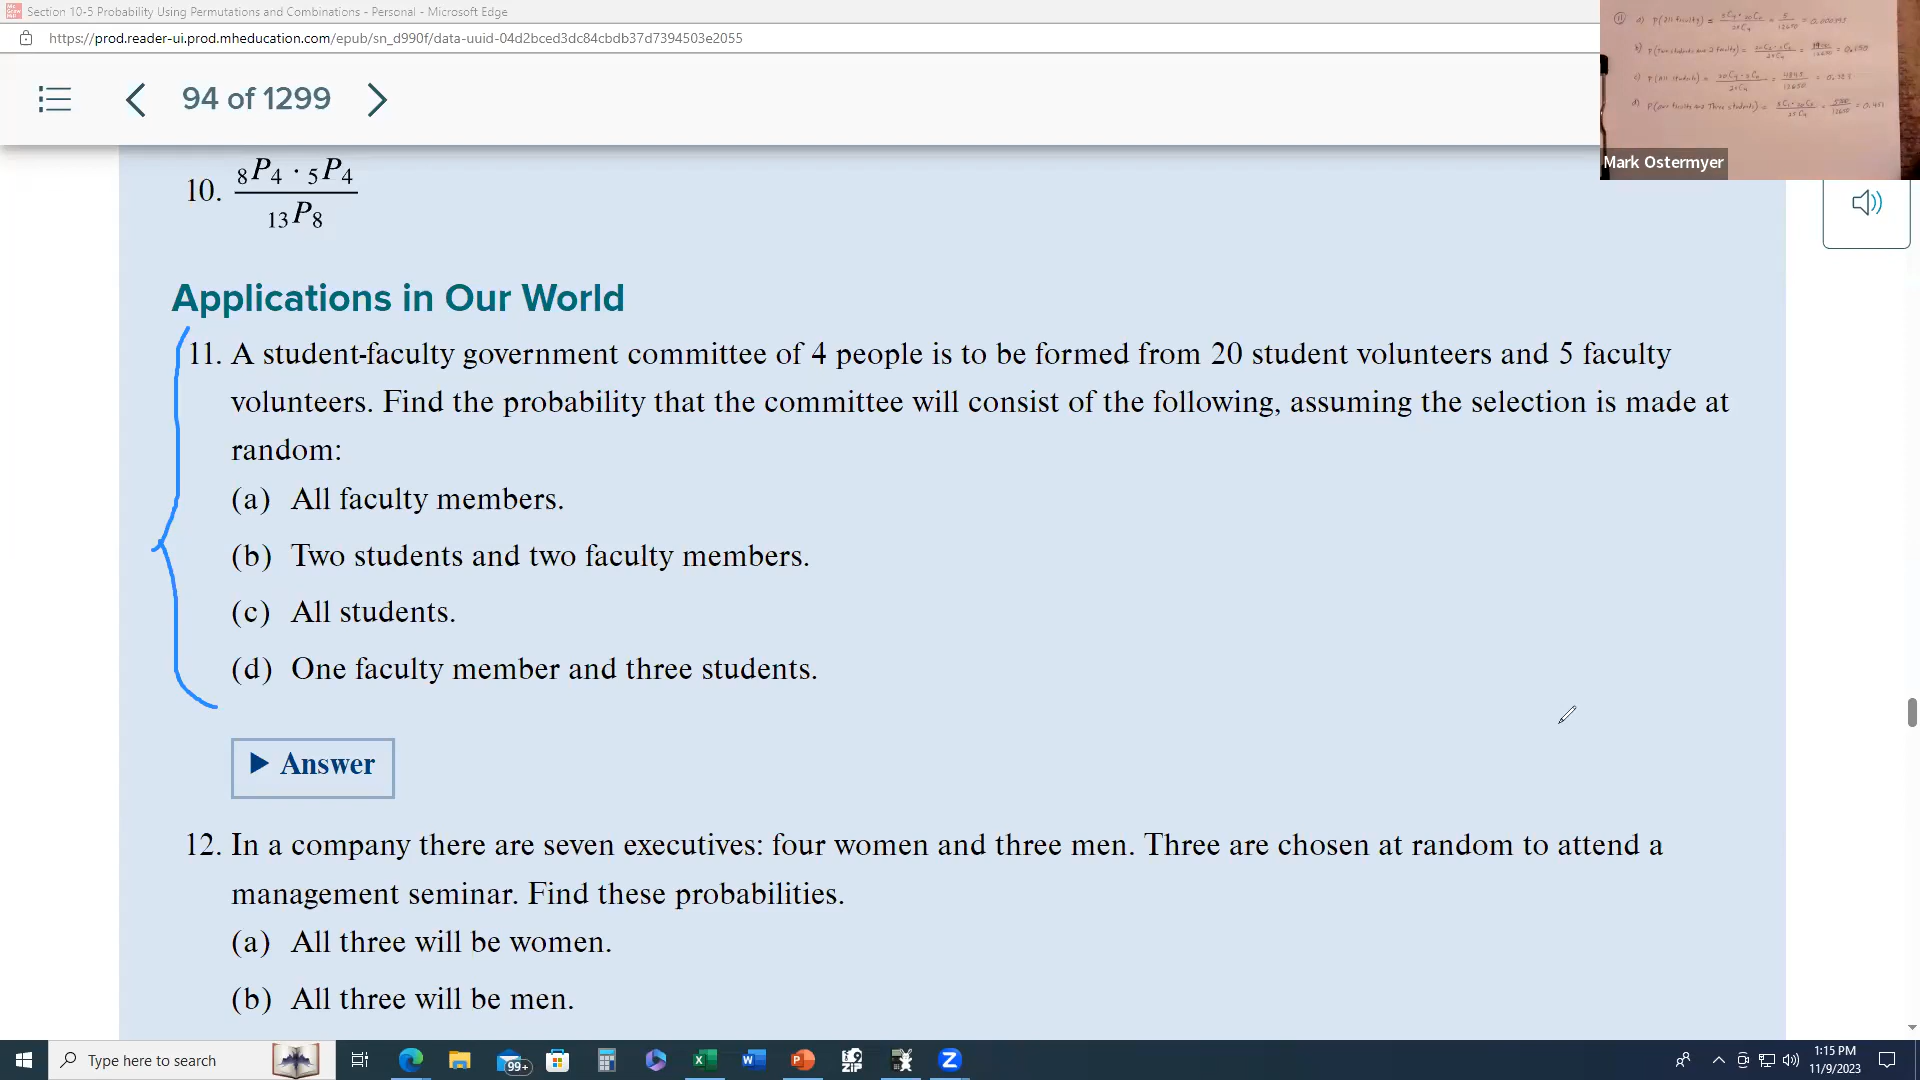 Section 10-5 Probability Using Permutations and Combinations - Personal - Microsoft Edge
https://prod.reader-ui.prod.mheducation.com/epub/sn_d990f/data-uuid-04d2bced3dc84cbdb37d7394503e2055
94 of 1299
Mark Ostermyer
10. ₈P₄ · ₅P₄
₁₃P₈
Applications in Our World
11. A student-faculty government committee of 4 people is to be formed from 20 student volunteers and 5 faculty
volunteers. Find the probability that the committee will consist of the following, assuming the selection is made at
random:
(a) All faculty members.
(b) Two students and two faculty members.
(c) All students.
(d) One faculty member and three students.
Answer
12. In a company there are seven executives: four women and three men. Three are chosen at random to attend a
management seminar. Find these probabilities.
(a) All three will be women.
(b) All three will be men.
Type here to search
99+
1:15 PM
11/9/2023